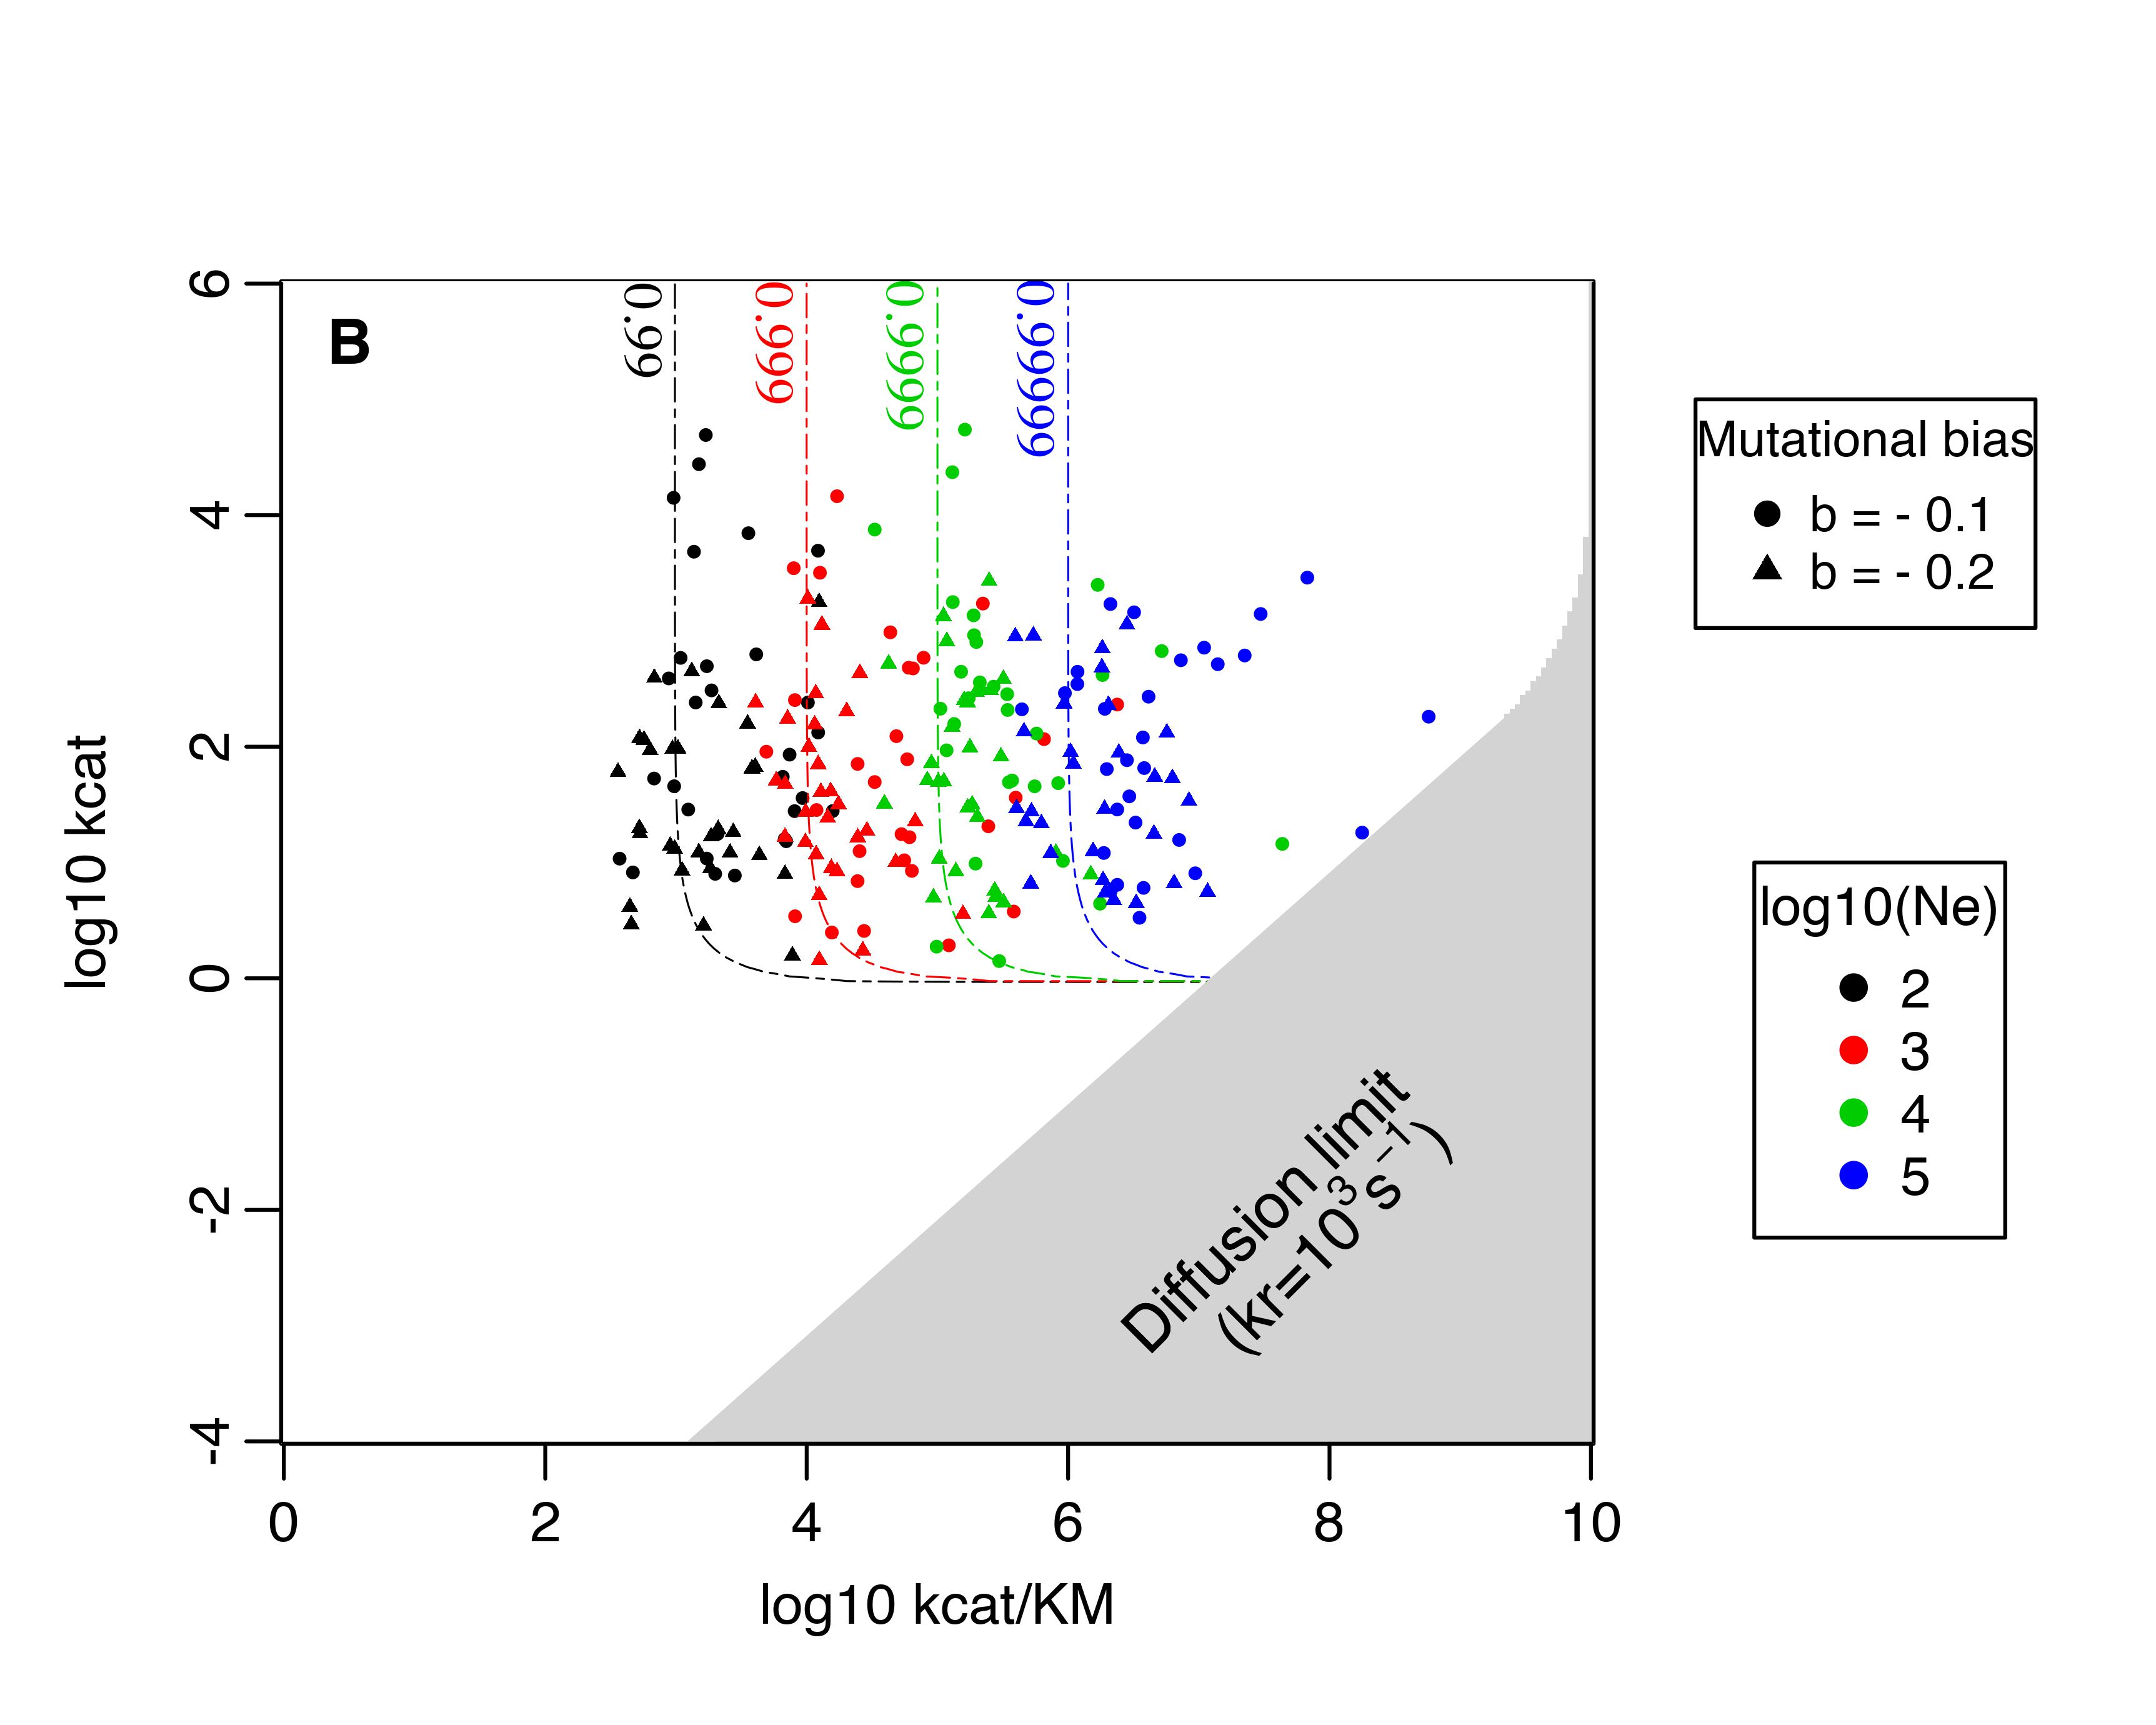 B
0.99
0.999
0.9999
0.99999
6
4
2
0
-2
-4
log10 kcat
0
2
4
6
8
10
log10 kcat/KM
Diffusion limit
(kr=10³s⁻¹)
Mutational bias
b = - 0.1
b = - 0.2
log10(Ne)
2
3
4
5